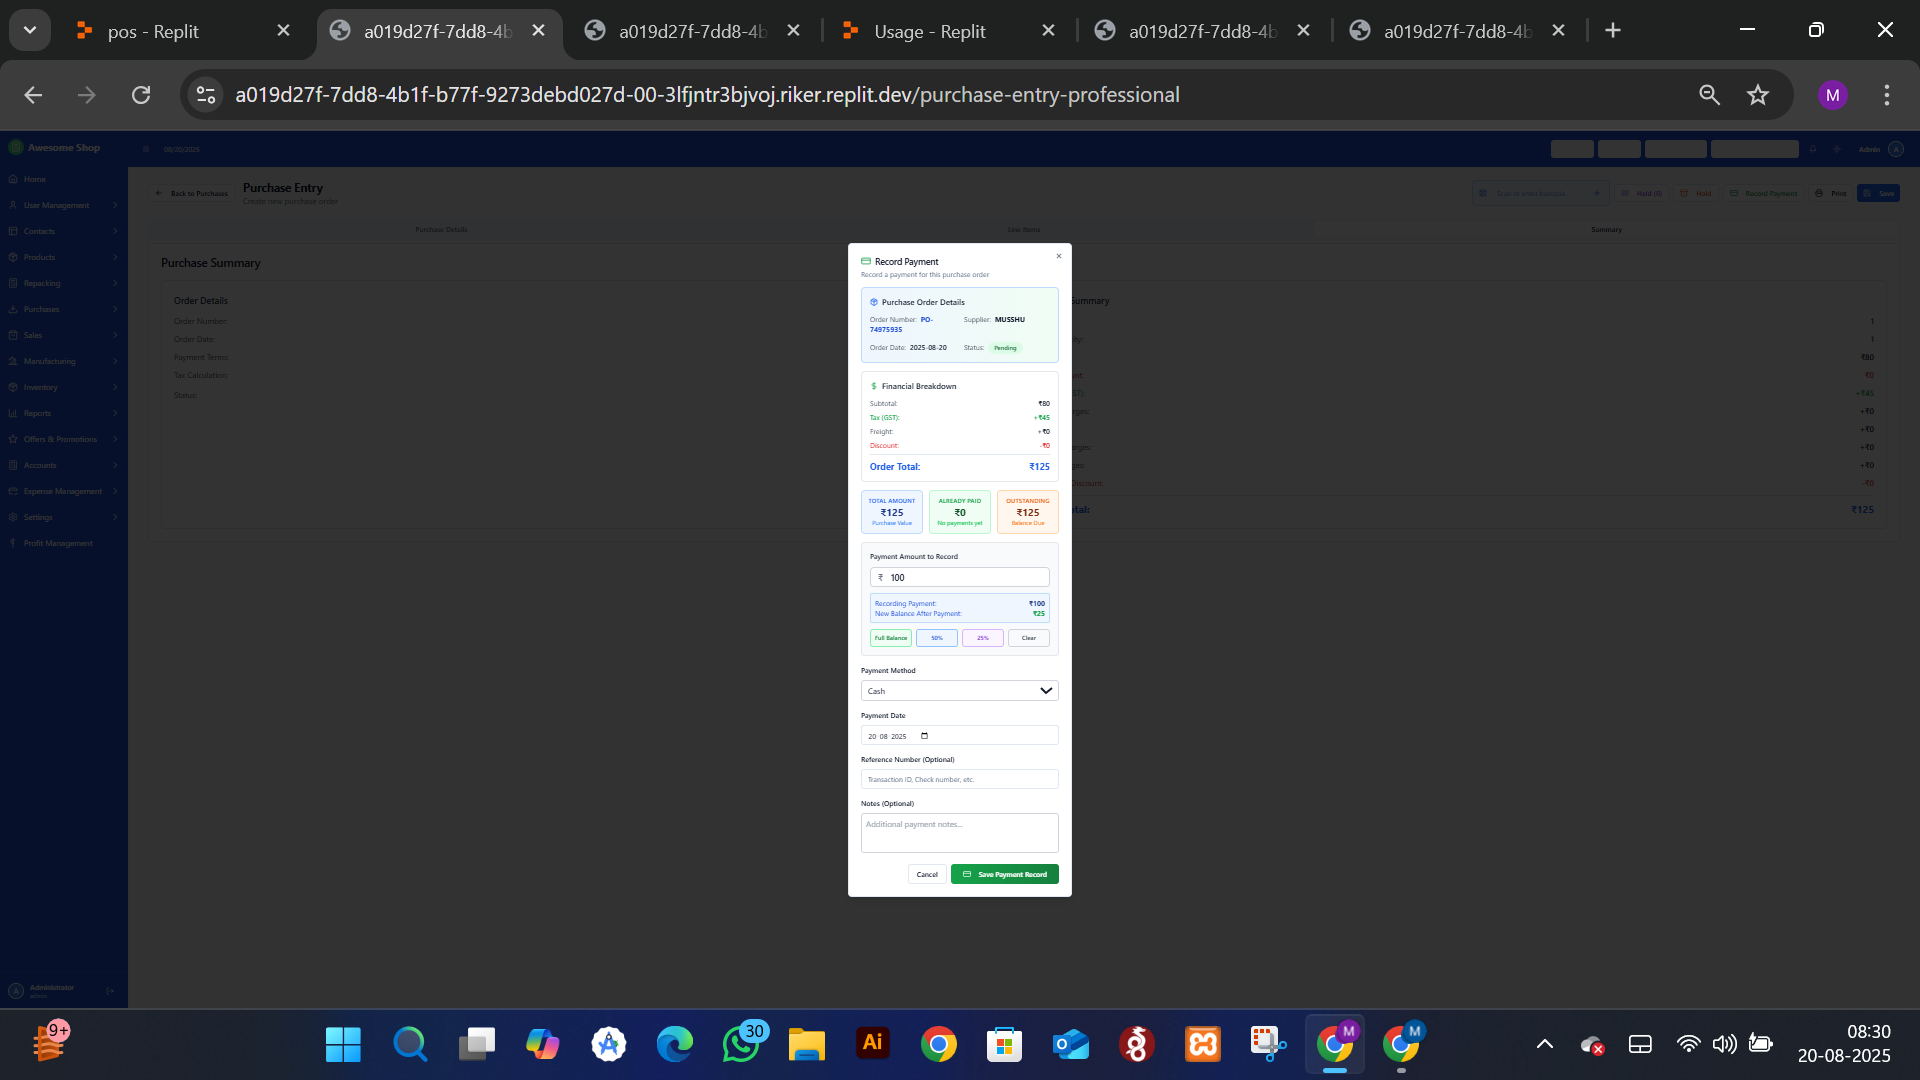 pos - Replit
a019d27f-7dd8-4b
a019d27f-7dd8-4b
Usage - Replit
a019d27f-7dd8-4b
a019d27f-7dd8-4b
a019d27f-7dd8-4b1f-b77f-9273debd027d-00-3lfjntr3bjvoj.riker.replit.dev/purchase-entry-professional
M
Awesome Shop
08/20/2025
Admin
A
Home
User Management
Contacts
Products
Repacking
Purchases
Sales
Manufacturing
Inventory
Reports
Offers & Promotions
Accounts
Expense Management
Settings
Profit Management
Administrator
admin
Back to Purchases
Purchase Entry
Create new purchase order
Scan or enter barcode
Hold (0)
Hold
Record Payment
Print
Save
Purchase Details
Line Items
Summary
Purchase Summary
Order Details
Order Number:
Order Date:
Payment Terms:
Tax Calculation:
Status:
Summary
1
1
₹80
₹0
+₹45
+₹0
+₹0
+₹0
+₹0
Discount:
-₹0
₹125
Record Payment
Record a payment for this purchase order
Purchase Order Details
Order Number: PO-74975935
Supplier: MUSSHU
Order Date: 2025-08-20
Status: Pending
Financial Breakdown
Subtotal: ₹80
Tax (GST): +₹45
Freight: +₹0
Discount: -₹0
Order Total: ₹125
TOTAL AMOUNT
₹125
Purchase Value
ALREADY PAID
₹0
No payments yet
OUTSTANDING
₹125
Balance Due
Payment Amount to Record
₹ 100
Recording Payment: ₹100
New Balance After Payment: ₹25
Full Balance
50%
25%
Clear
Payment Method
Cash
Payment Date
20-08-2025
Reference Number (Optional)
Transaction ID, Check number, etc.
Notes (Optional)
Additional payment notes...
Cancel
Save Payment Record
9+
30
Ai
M
M
08:30
20-08-2025